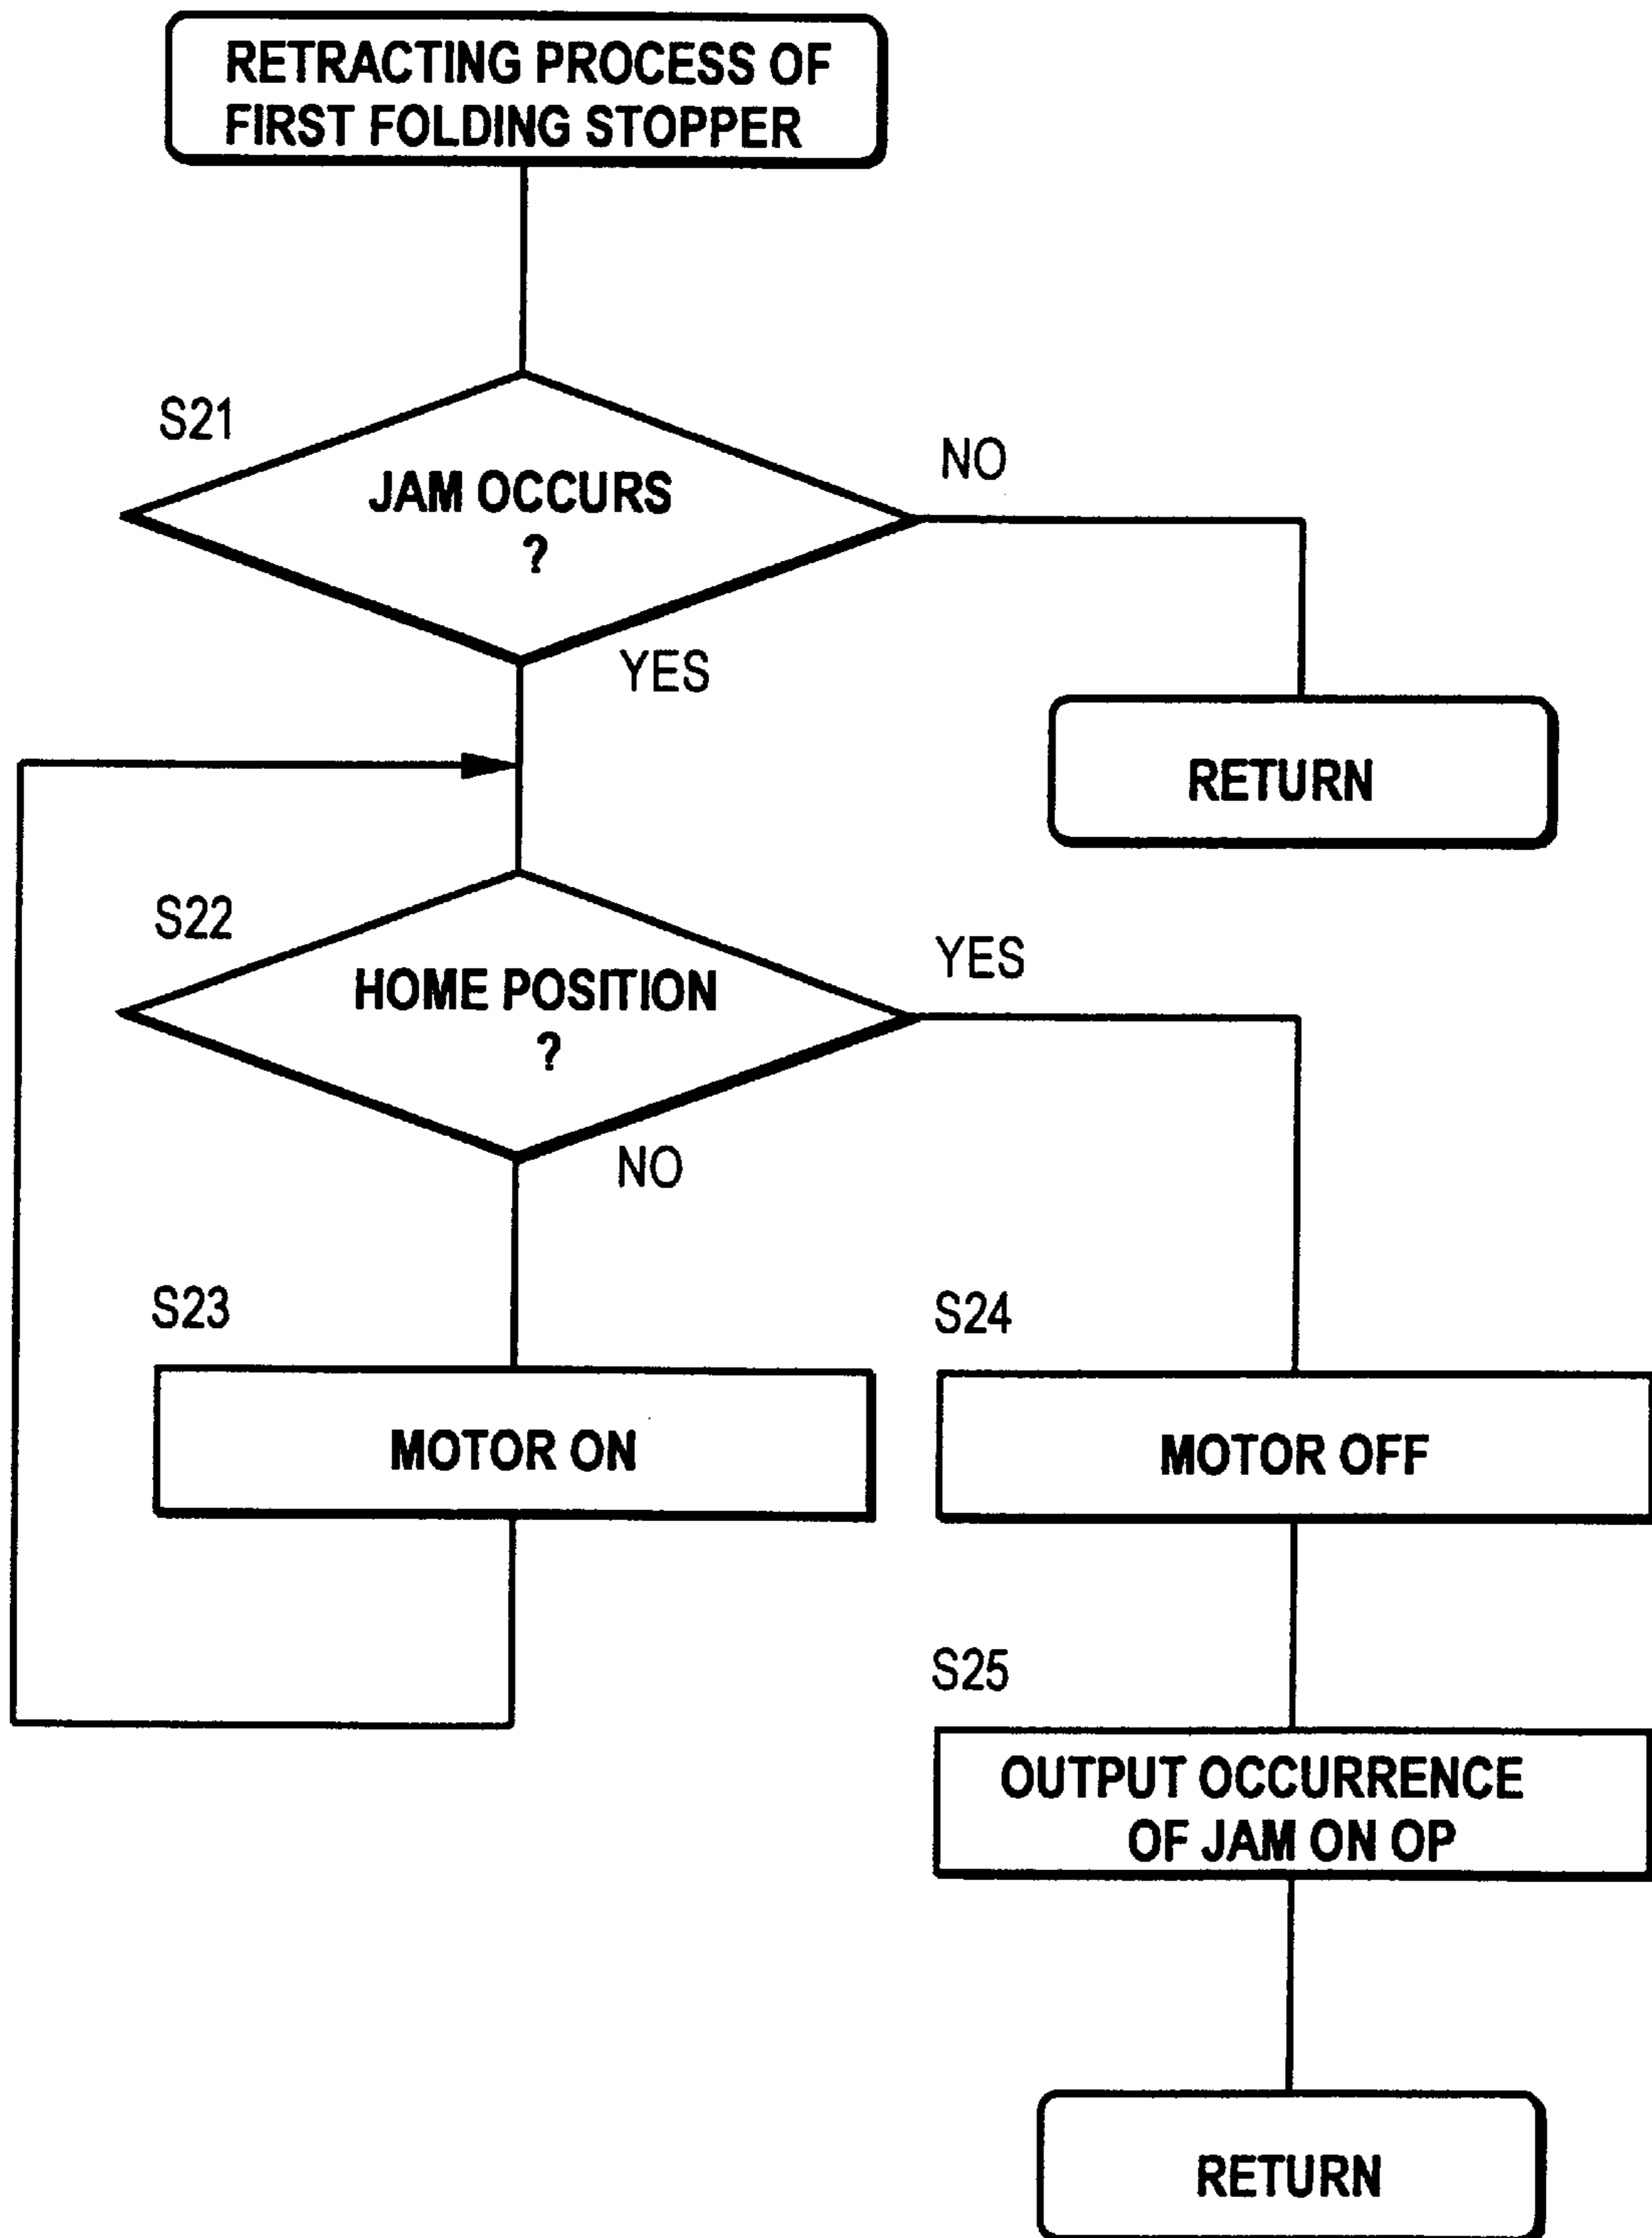 RETRACTING PROCESS OF
FIRST FOLDING STOPPER
S21
JAM OCCURS
?
NO
YES
RETURN
S22
HOME POSITION
?
YES
NO
S23
MOTOR ON
S24
MOTOR OFF
S25
OUTPUT OCCURRENCE
OF JAM ON OP
RETURN